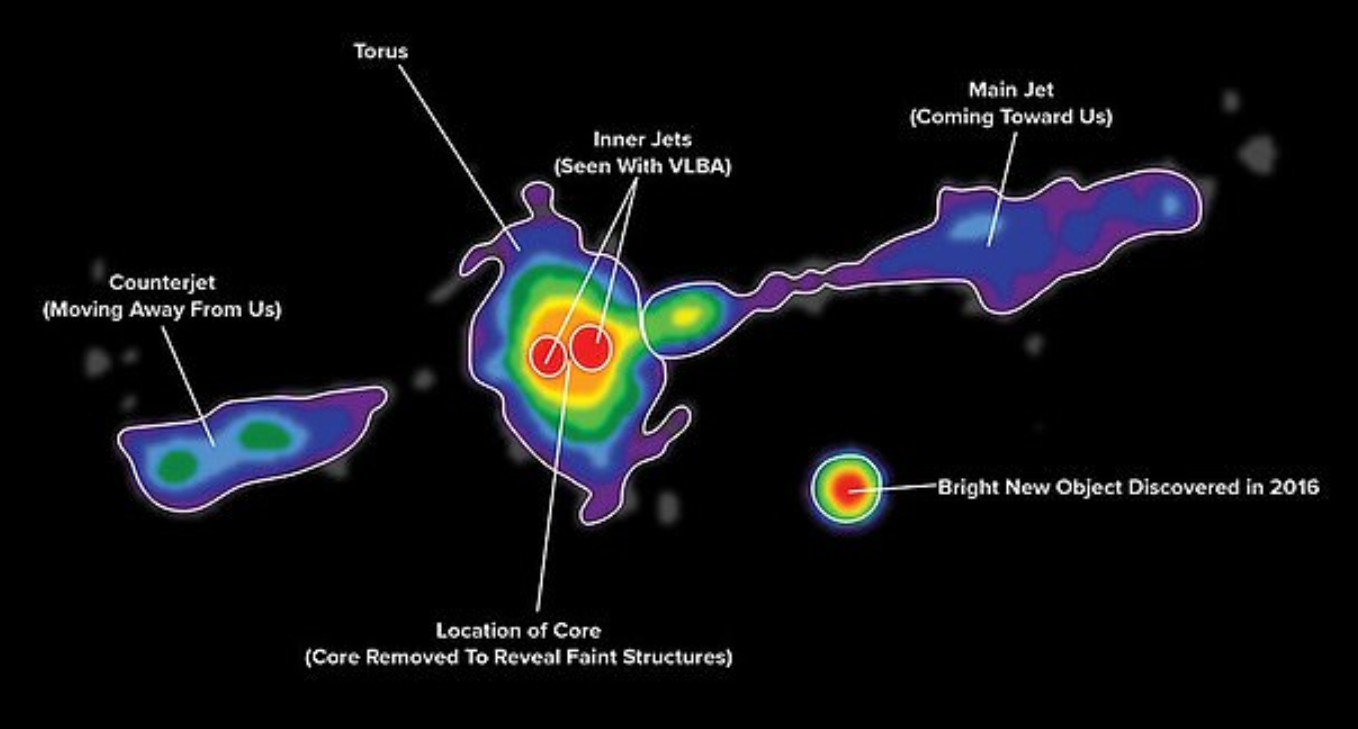 Torus
Main Jet
(Coming Toward Us)
Inner Jets
(Seen With VLBA)
Counterjet
(Moving Away From Us)
Bright New Object Discovered in 2016
Location of Core
(Core Removed To Reveal Faint Structures)